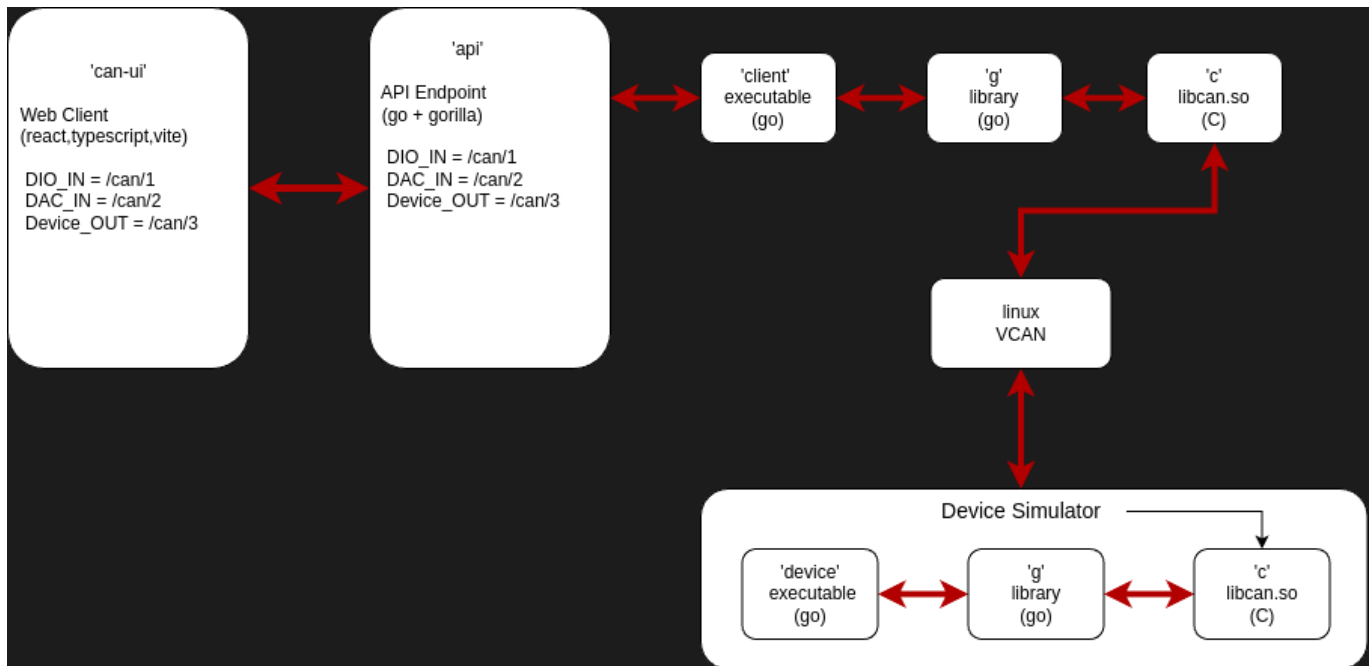 'can-ui'
Web Client
(react,typescript,vite)
DIO_IN = /can/1
DAC_IN = /can/2
Device_OUT = /can/3
'api'
API Endpoint
(go + gorilla)
DIO_IN = /can/1
DAC_IN = /can/2
Device_OUT = /can/3
'client'
executable
(go)
'g'
library
(go)
'c'
libcan.so
(C)
linux
VCAN
Device Simulator
'device'
executable
(go)
'g'
library
(go)
'c'
libcan.so
(C)